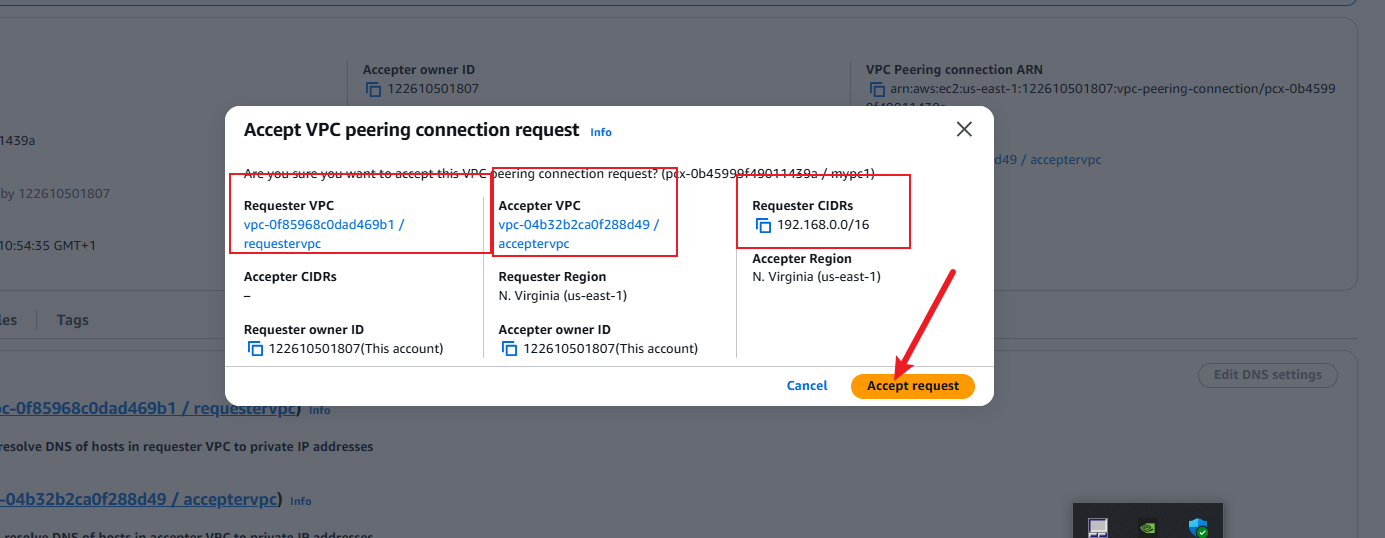 Accepter owner ID
122610501807
VPC Peering connection ARN
arn:aws:ec2:us-east-1:122610501807:vpc-peering-connection/pcx-0b4599
1439a
by 122610501807
10:54:35 GMT+1
d49 / acceptervpc
Accept VPC peering connection request Info
Are you sure you want to accept this VPC peering connection request? (pcx-0b45999f49011439a / mypc1)
Requester VPC
vpc-0f85968c0dad469b1 /
requestervpc
Accepter VPC
vpc-04b32b2ca0f288d49 /
acceptervpc
Requester CIDRs
192.168.0.0/16
Accepter CIDRs
–
Requester Region
N. Virginia (us-east-1)
Accepter Region
N. Virginia (us-east-1)
Requester owner ID
122610501807(This account)
Accepter owner ID
122610501807(This account)
Cancel
Accept request
les
Tags
Edit DNS settings
pc-0f85968c0dad469b1 / requestervpc) Info
resolve DNS of hosts in requester VPC to private IP addresses
-04b32b2ca0f288d49 / acceptervpc) Info
resolve DNS of hosts in accepter VPC to private IP addresses